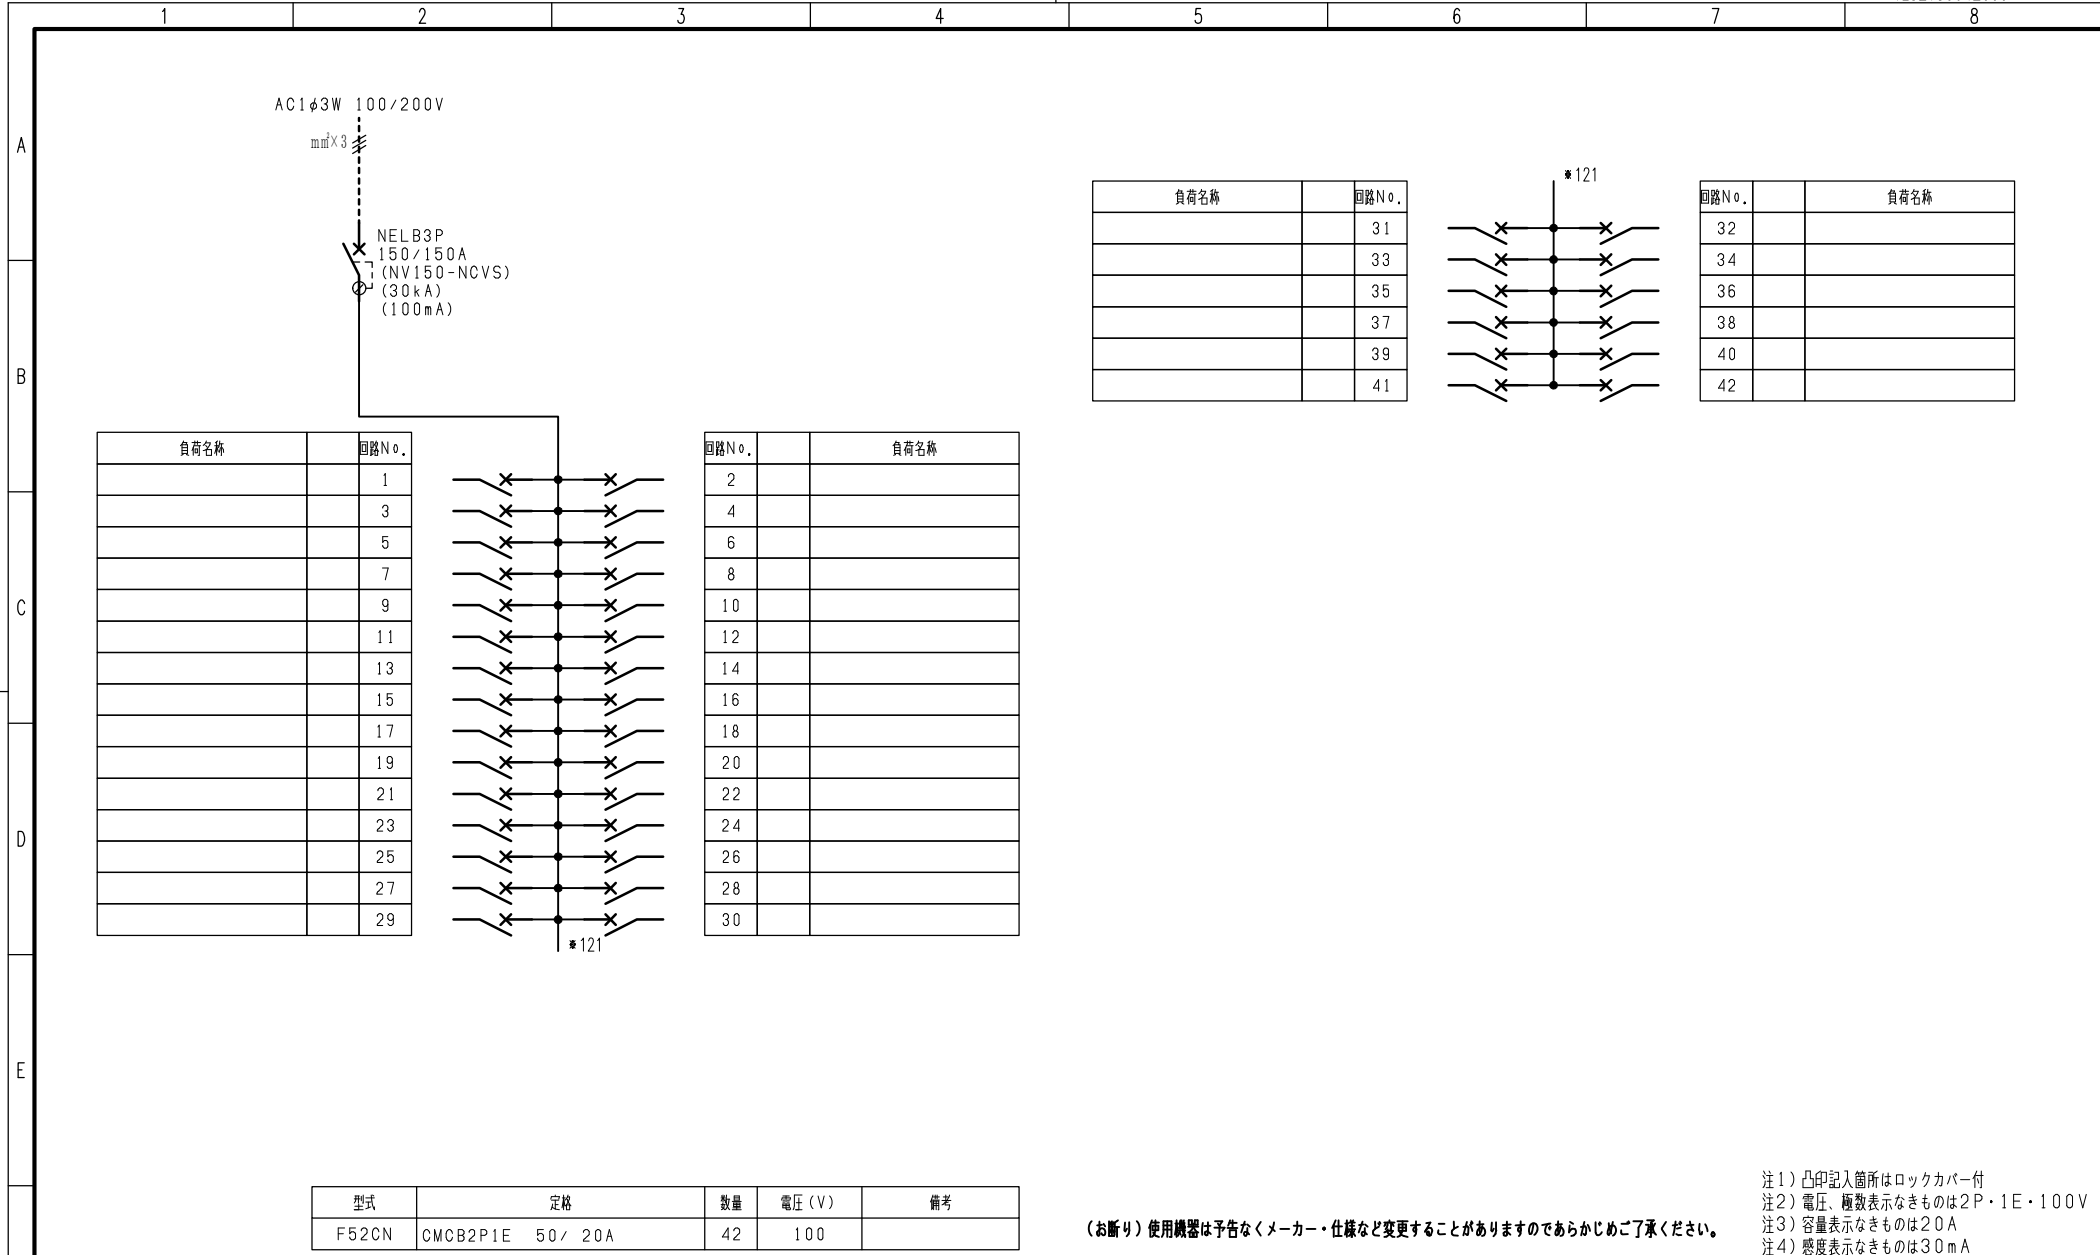 1 2 3 4 5 6 7 8
A
B
C
D
E
AC1φ3W 100/200V
mm²×3
NELB3P
150/150A
(NV150-NCVS)
(30kA)
(100mA)
負荷名称 回路No.
1
3
5
7
9
11
13
15
17
19
21
23
25
27
29
回路No. 負荷名称
2
4
6
8
10
12
14
16
18
20
22
24
26
28
30
*121
*121
負荷名称 回路No.
31
33
35
37
39
41
回路No. 負荷名称
32
34
36
38
40
42
型式 定格 数量 電圧(V) 備考
F52CN CMCB2P1E 50/ 20A 42 100
(お断り)使用機器は予告なくメーカー・仕様など変更することがありますのであらかじめご了承ください。
注1)凸印記入箇所はロックカバー付
注2)電圧、極数表示なきものは2P・1E・100V
注3)容量表示なきものは20A
注4)感度表示なきものは30mA